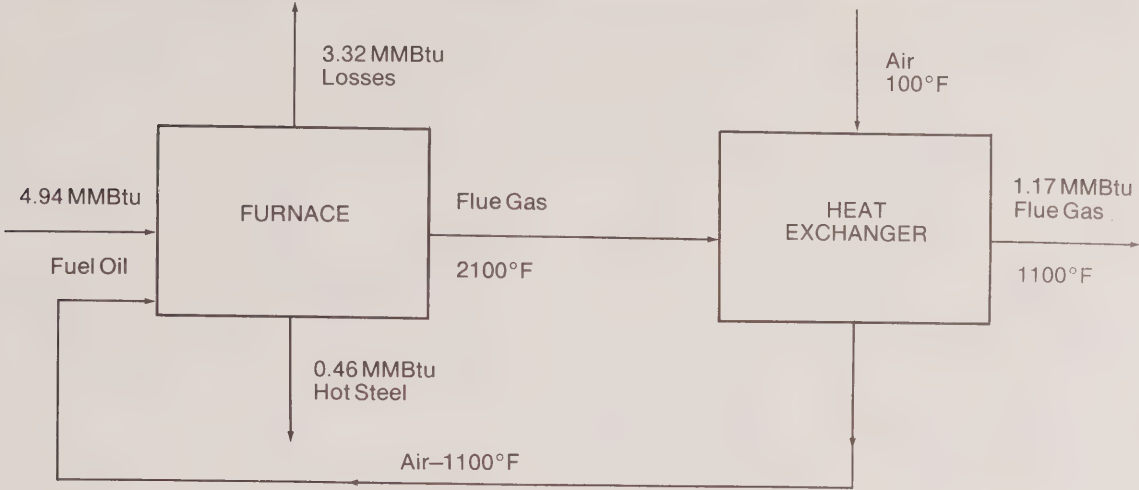 3.32 MMBtu
Losses
Air
100°F
4.94 MMBtu
Fuel Oil
FURNACE
Flue Gas
2100°F
HEAT
EXCHANGER
1.17 MMBtu
Flue Gas
1100°F
0.46 MMBtu
Hot Steel
Air–1100°F